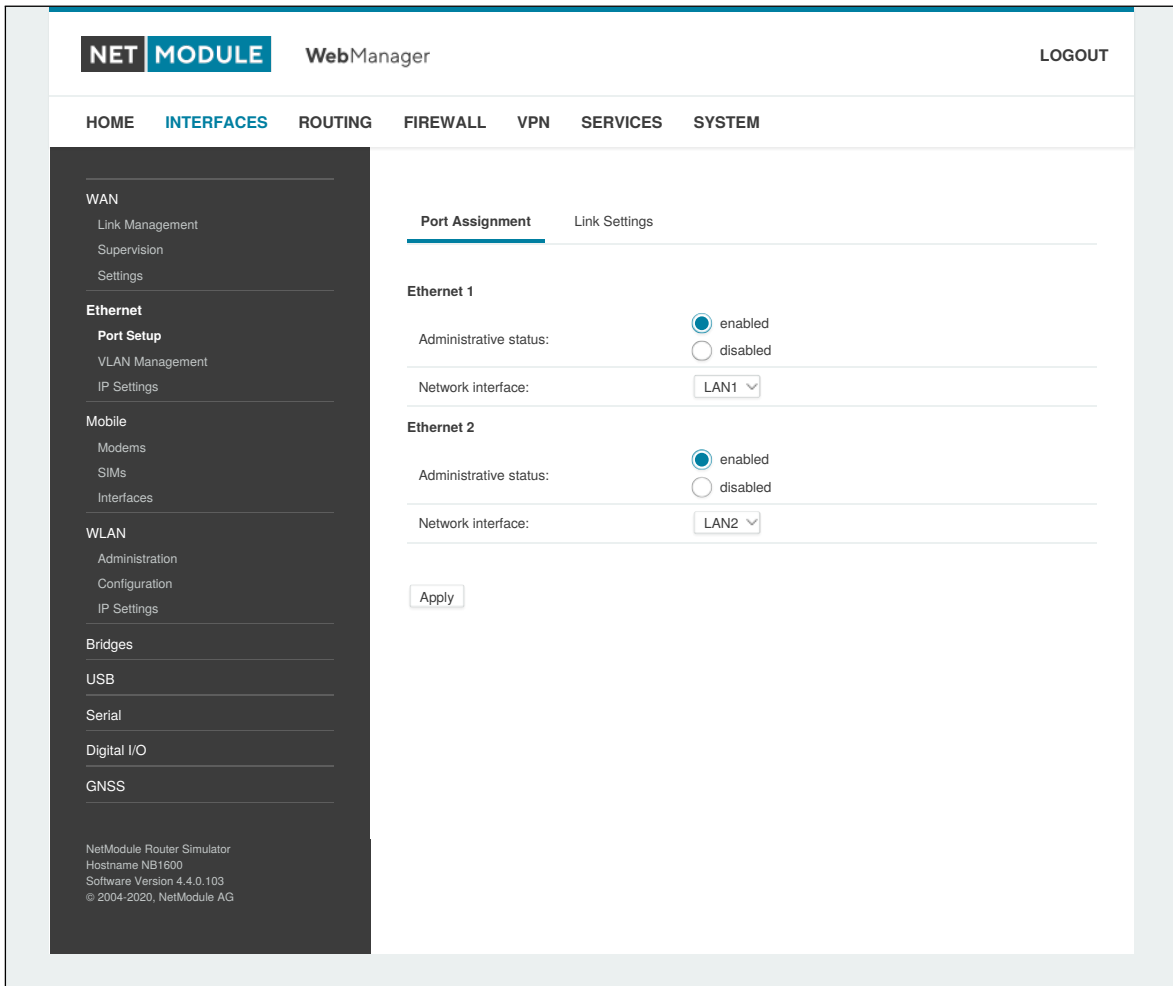 NET MODULE WebManager LOGOUT
HOME INTERFACES ROUTING FIREWALL VPN SERVICES SYSTEM
WAN
Link Management
Supervision
Settings
Ethernet
Port Setup
VLAN Management
IP Settings
Mobile
Modems
SIMs
Interfaces
WLAN
Administration
Configuration
IP Settings
Bridges
USB
Serial
Digital I/O
GNSS
NetModule Router Simulator
Hostname NB1600
Software Version 4.4.0.103
© 2004-2020, NetModule AG
Port Assignment Link Settings
Ethernet 1
Administrative status:
enabled
disabled
Network interface: LAN1
Ethernet 2
Administrative status:
enabled
disabled
Network interface: LAN2
Apply